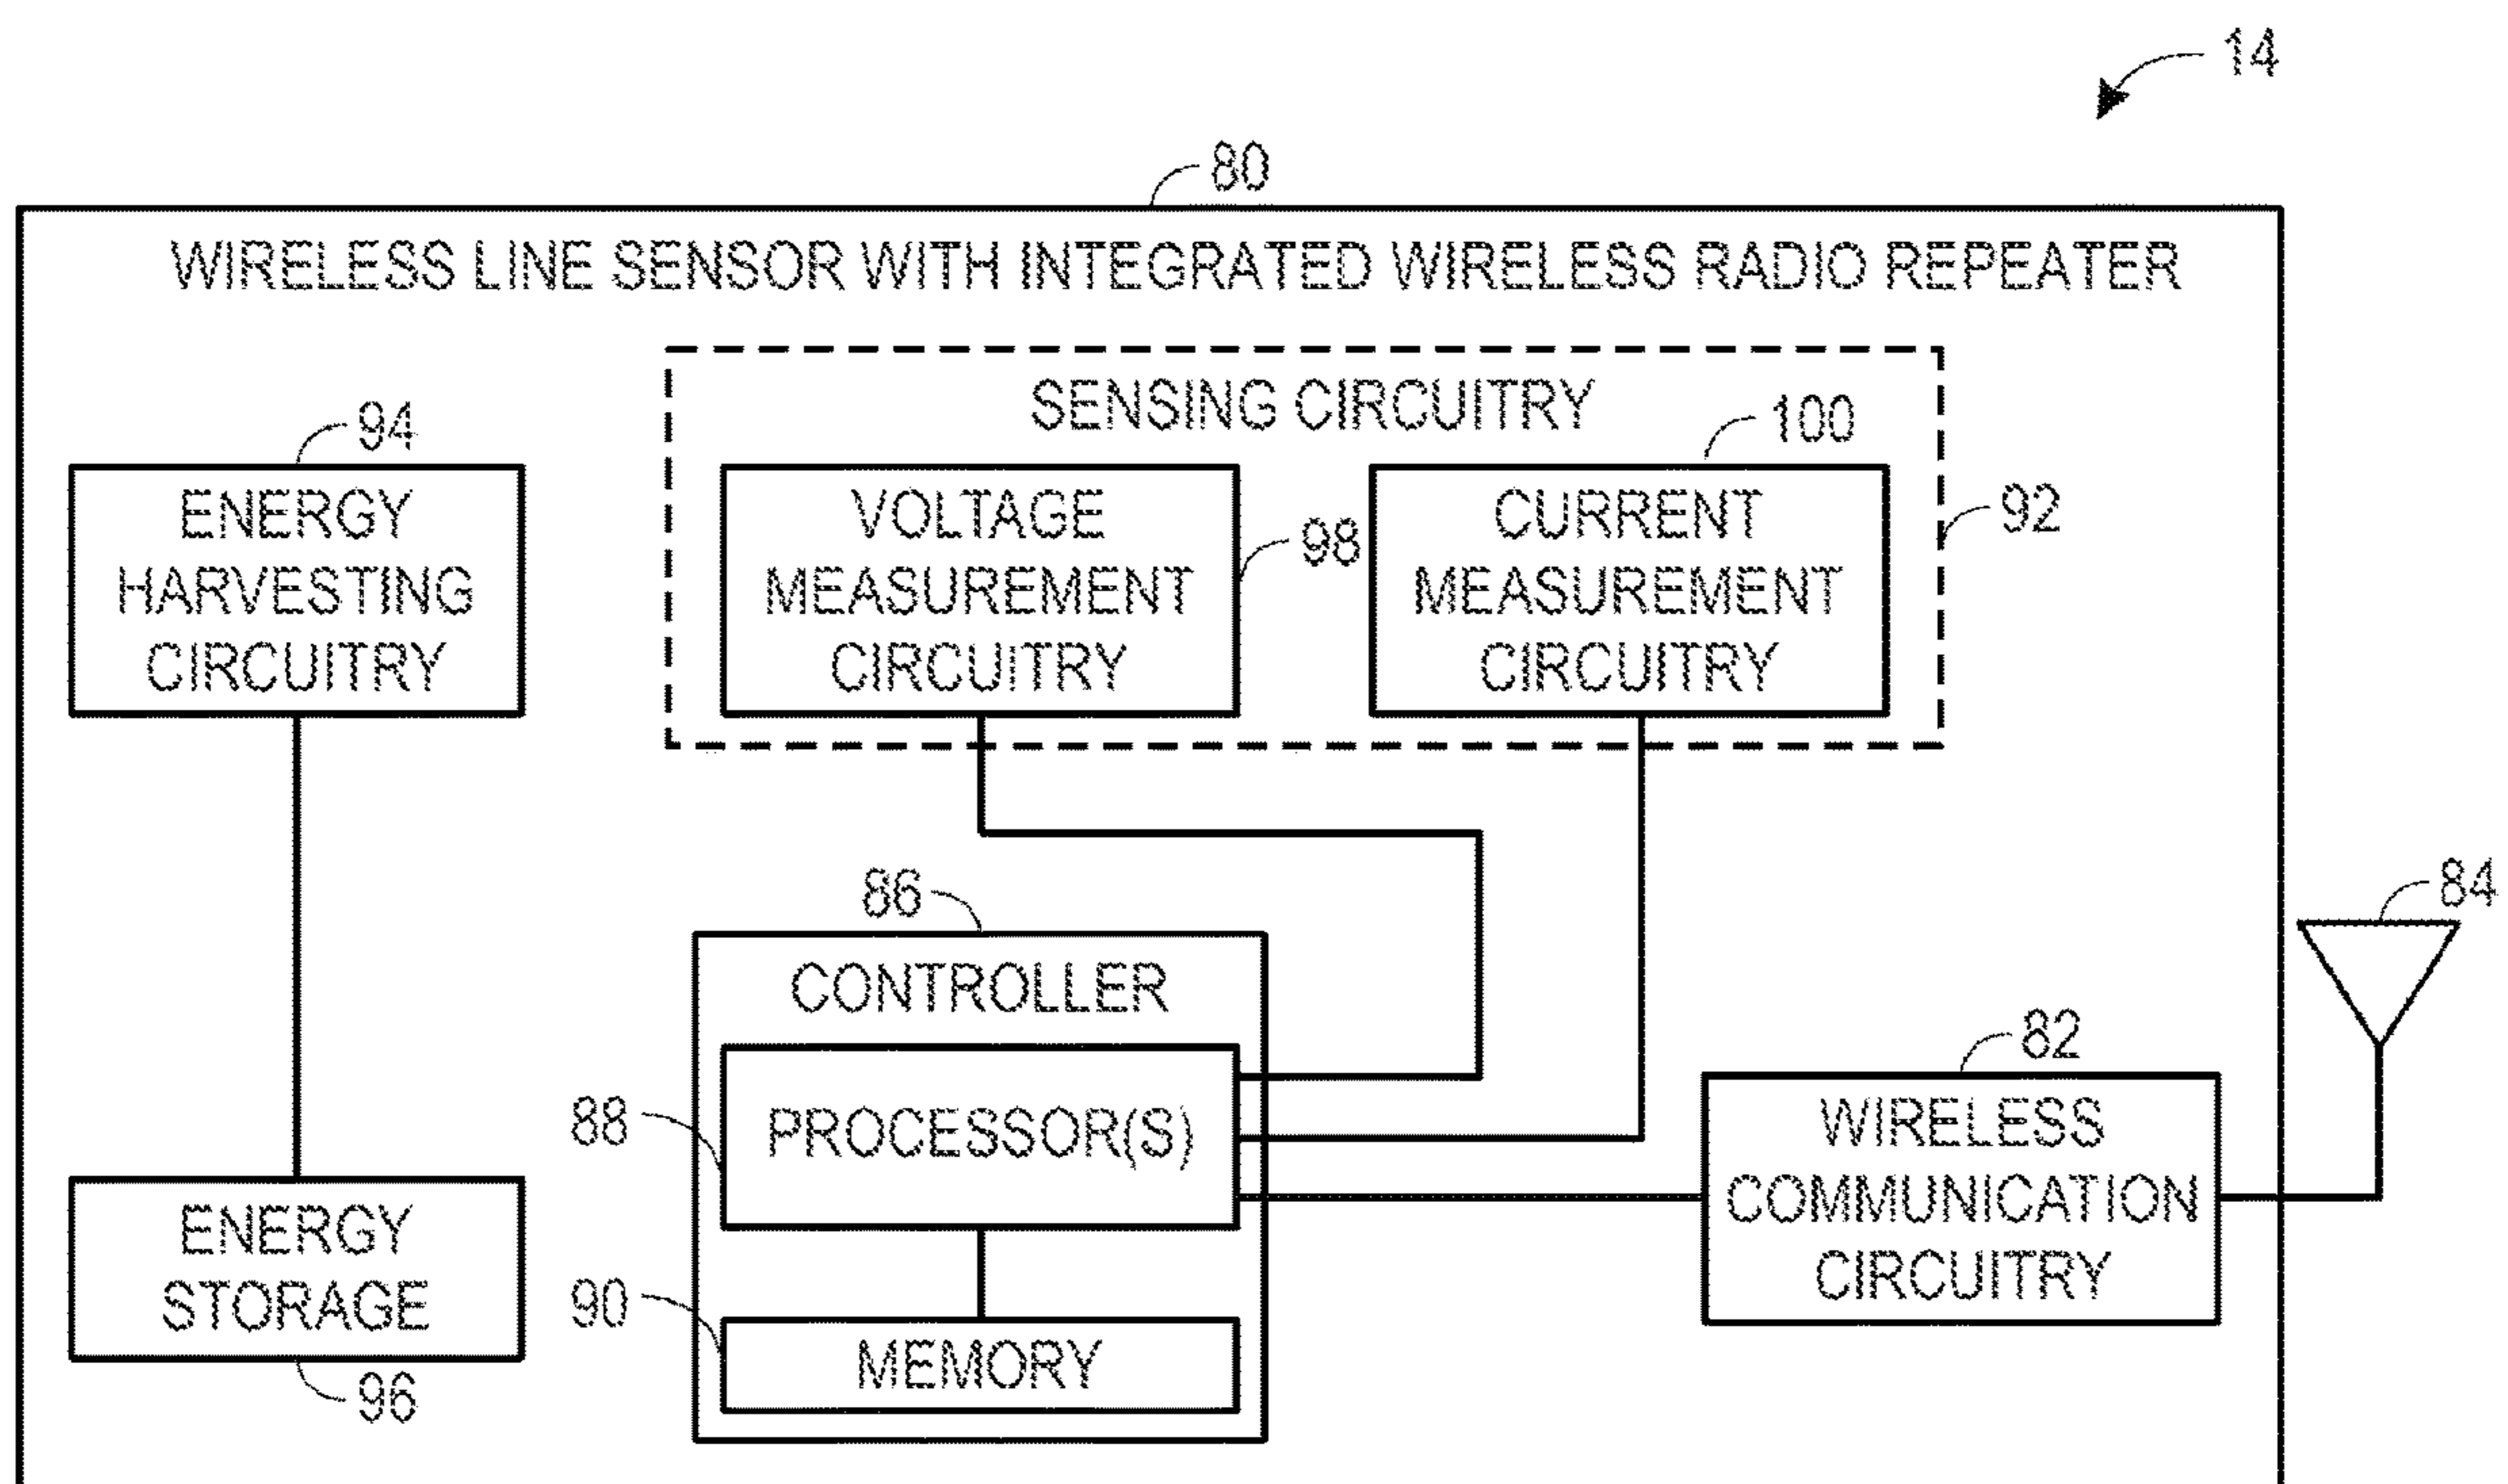 14
80
WIRELESS LINE SENSOR WITH INTEGRATED WIRELESS RADIO REPEATER
SENSING CIRCUITRY
94
100
ENERGY
HARVESTING
CIRCUITRY
VOLTAGE
MEASUREMENT
CIRCUITRY
98
CURRENT
MEASUREMENT
CIRCUITRY
92
86
84
CONTROLLER
82
88
PROCESSOR(S)
WIRELESS
COMMUNICATION
CIRCUITRY
ENERGY
STORAGE
90
MEMORY
96